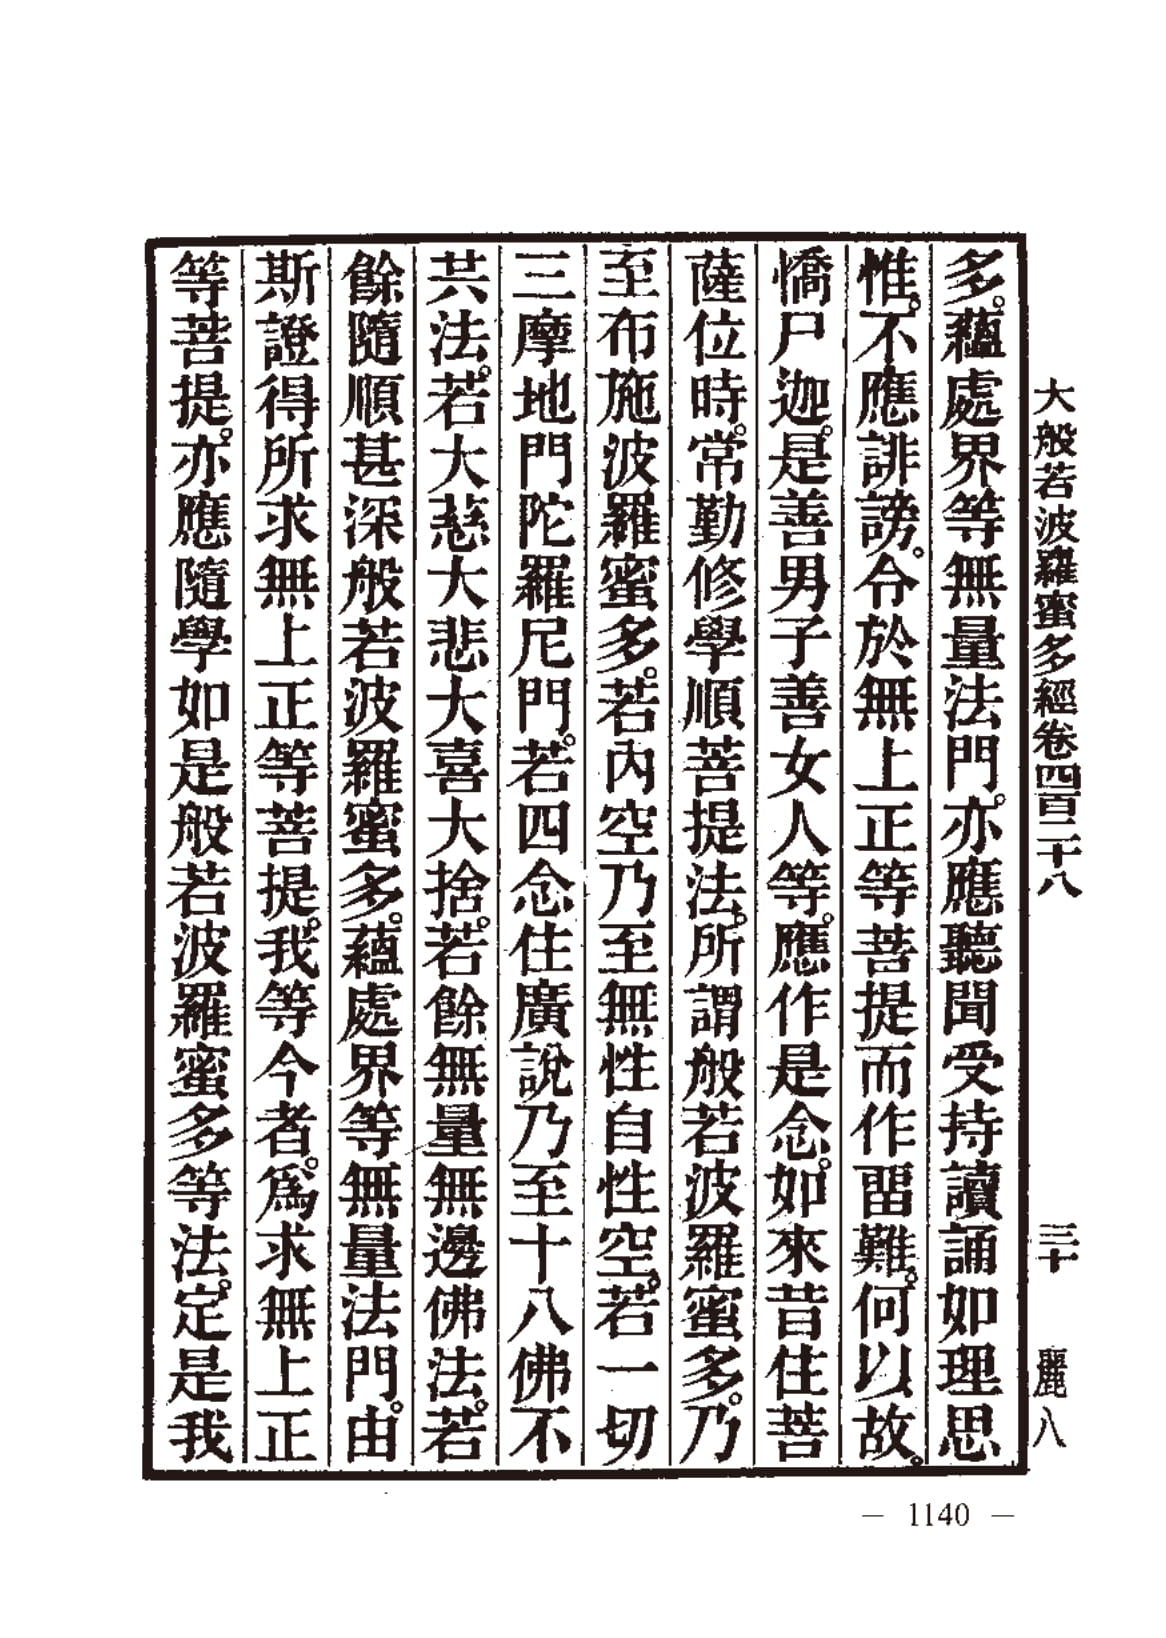 大般若波羅蜜多經卷四百二十八　三十　麗八
多。蘊處界等無量法門。亦應聽聞受持讀誦如理思
惟。不應誹謗。令於無上正等菩提而作留難。何以故。
憍尸迦。是善男子善女人等。應作是念。如來昔住菩
薩位時。常勤修學順菩提法。所謂般若波羅蜜多。乃
至布施波羅蜜多。若內空乃至無性自性空。若一切
三摩地門陀羅尼門。若四念住廣說乃至十八佛不
共法。若大慈大悲大喜大捨。若餘無量無邊佛法。若
餘隨順甚深般若波羅蜜多。蘊處界等無量法門。由
斯證得所求無上正等菩提。我等今者。爲求無上正
等菩提。亦應隨學如是般若波羅蜜多等法。定是我
— 1140 —